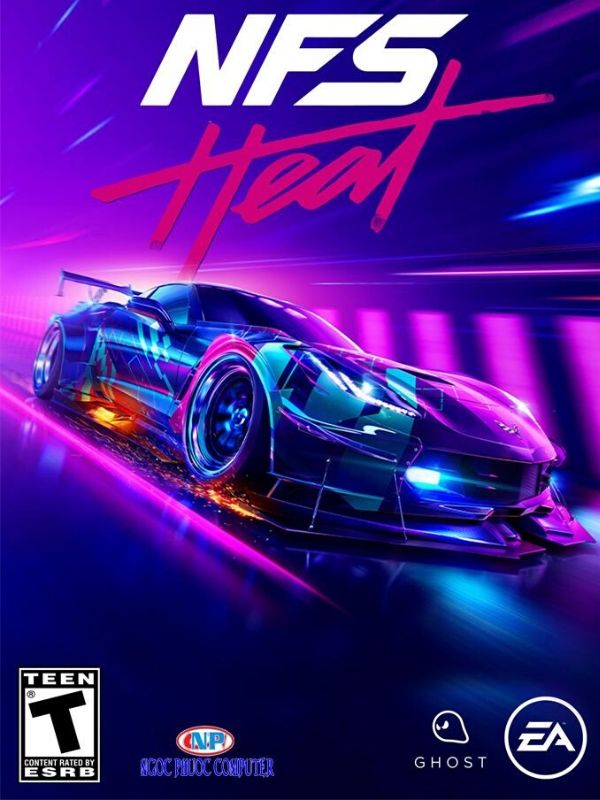 NFS
Heat
TEEN
®
T
CONTENT RATED BY
ESRB
NP
NGOC PHUOC COMPUTER
GHOST
EA